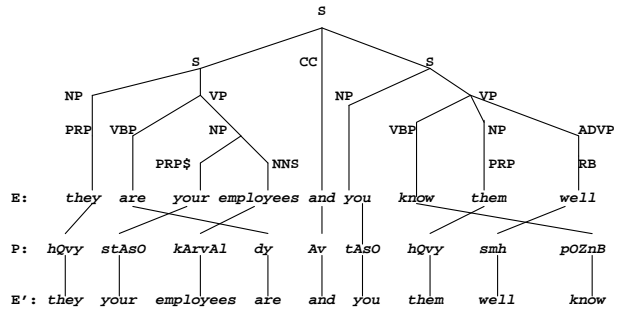 S
S CC S
NP VP NP VP
PRP VBP NP VBP NP ADVP
PRP$ NNS PRP RB
E: they are your employees and you know them well
P: hQvy stAsO kArvAl dy Av tAsO hQvy smh pOZnB
E': they your employees are and you them well know